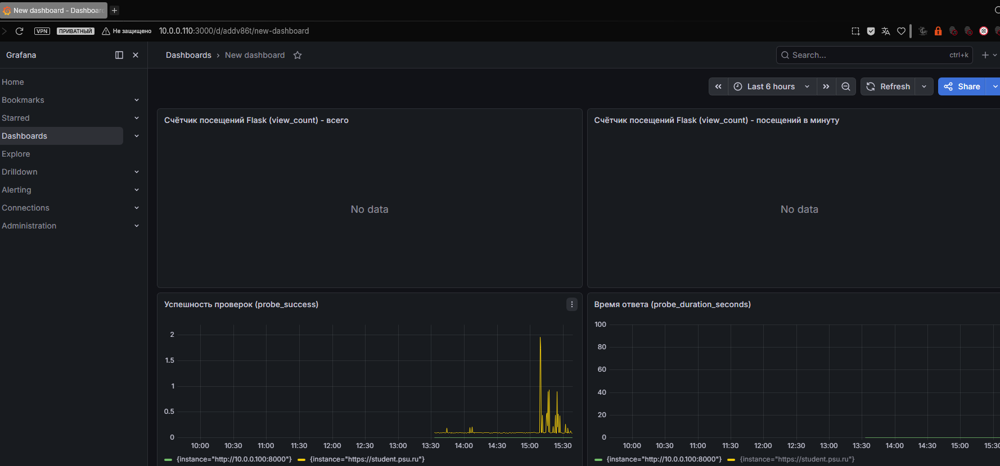 New dashboard - Dashboar
VPN ПРИВАТНЫЙ Не защищено 10.0.0.110:3000/d/addv86t/new-dashboard
Grafana
Dashboards › New dashboard
Search... ctrl+k
Home
Bookmarks
Starred
Dashboards
Explore
Drilldown
Alerting
Connections
Administration
Last 6 hours
Refresh
Share
Счётчик посещений Flask (view_count) - всего
No data
Счётчик посещений Flask (view_count) - посещений в минуту
No data
Успешность проверок (probe_success)
2
1.5
1
0.5
0
10:00 10:30 11:00 11:30 12:00 12:30 13:00 13:30 14:00 14:30 15:00 15:30
{instance="http://10.0.0.100:8000"} {instance="https://student.psu.ru"}
Время ответа (probe_duration_seconds)
100
80
60
40
20
0
10:00 10:30 11:00 11:30 12:00 12:30 13:00 13:30 14:00 14:30 15:00 15:30
{instance="http://10.0.0.100:8000"} {instance="https://student.psu.ru"}